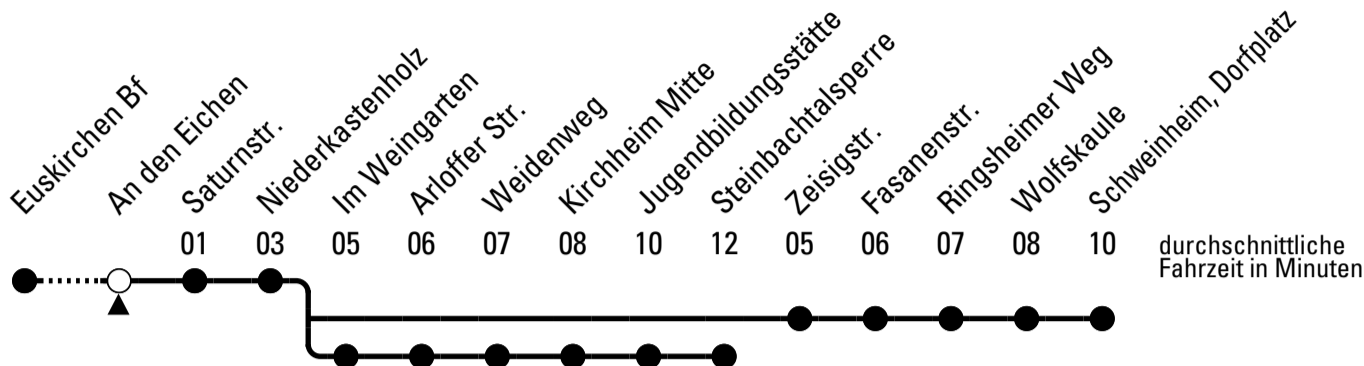 Euskirchen Bf
An den Eichen
Saturnstr.
Niederkastenholz
Im Weingarten
Arloffer Str.
Weidenweg
Kirchheim Mitte
Jugendbildungsstätte
Steinbachtalsperre
Zeisigstr.
Fasanenstr.
Ringsheimer Weg
Wolfskaule
Schweinheim, Dorfplatz
01 03 05 06 07 08 10 12 05 06 07 08 10
durchschnittliche
Fahrzeit in Minuten